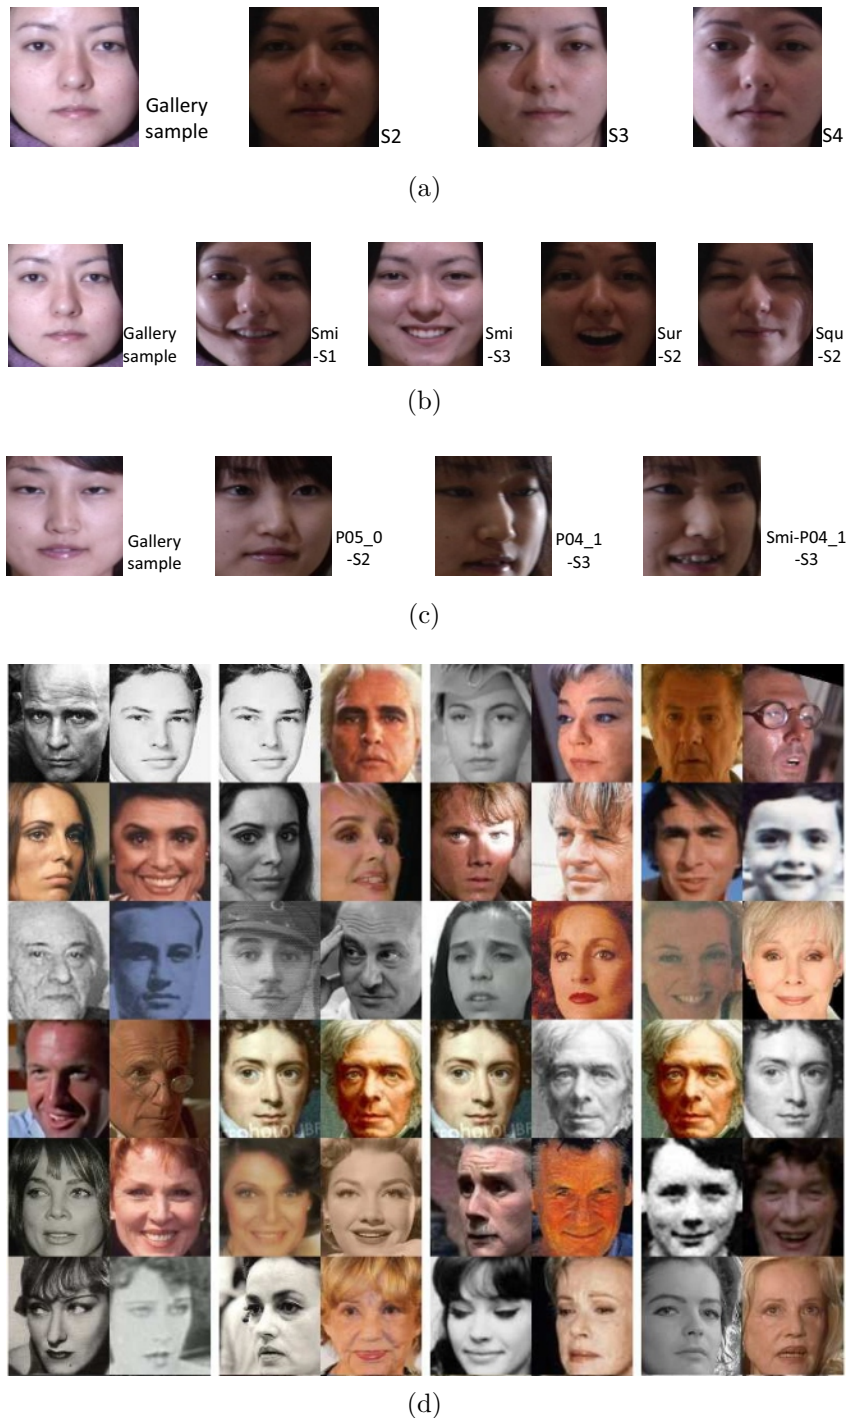 Gallery
sample
S2
S3
S4
(a)
Gallery
sample
Smi
-S1
Smi
-S3
Sur
-S2
Squ
-S2
(b)
Gallery
sample
P05_0
-S2
P04_1
-S3
Smi-P04_1
-S3
(c)
(d)